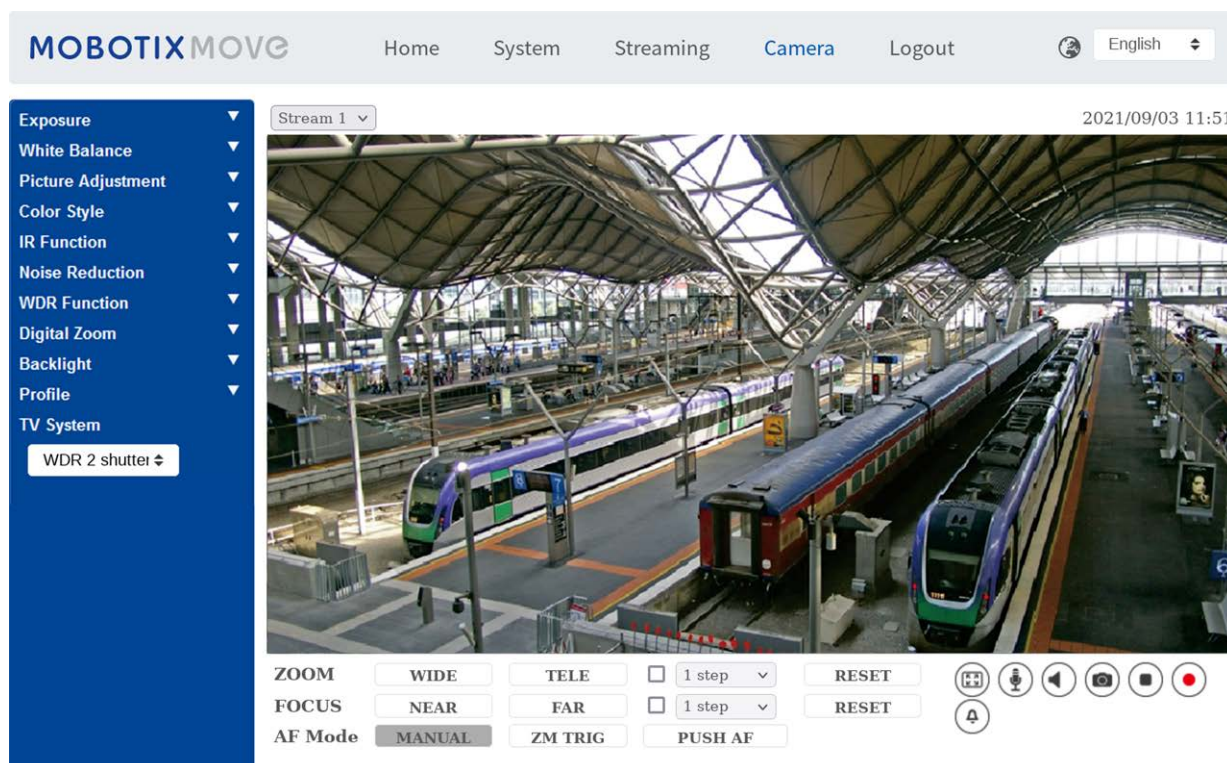 MOBOTIX MOVE
Home System Streaming Camera Logout English
Exposure
White Balance
Picture Adjustment
Color Style
IR Function
Noise Reduction
WDR Function
Digital Zoom
Backlight
Profile
TV System
WDR 2 shutter
Stream 1 2021/09/03 11:51
7
ZOOM WIDE TELE 1 step RESET
FOCUS NEAR FAR 1 step RESET
AF Mode MANUAL ZM TRIG PUSH AF